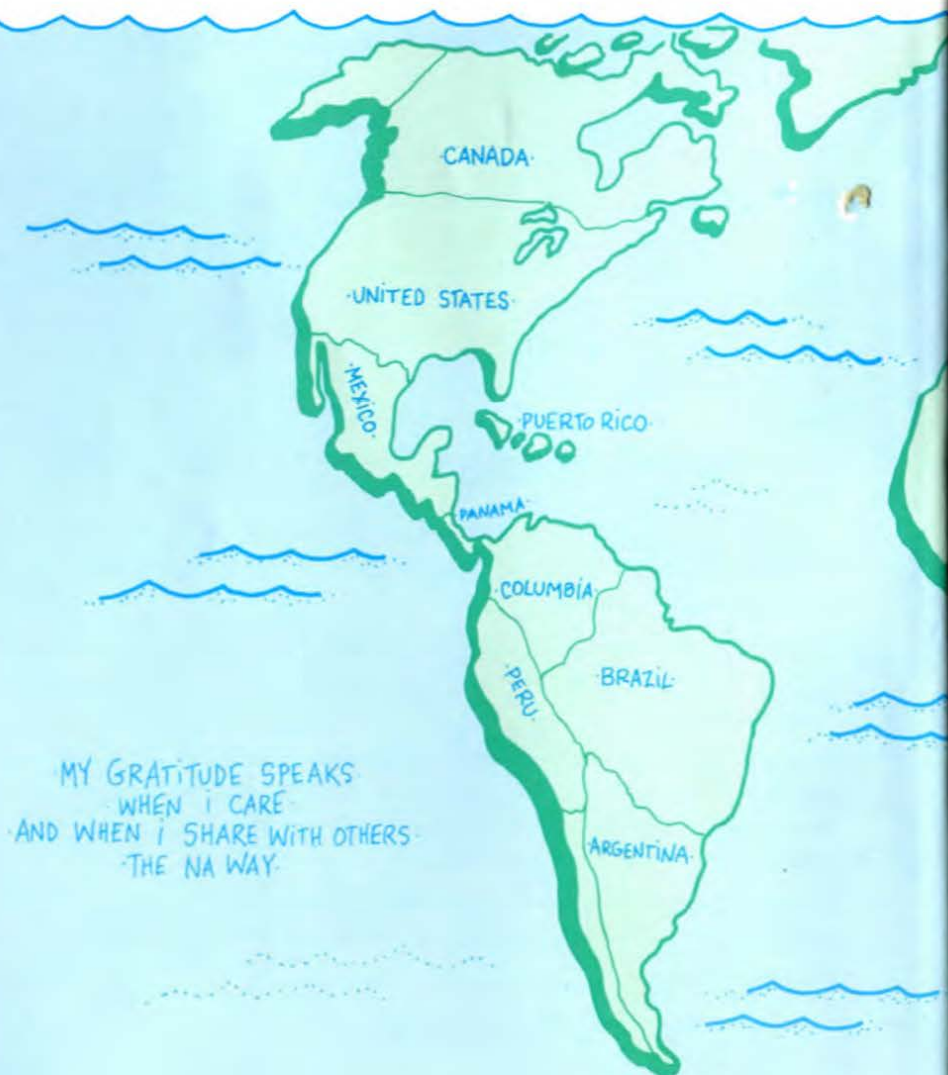 ·CANADA·
·UNITED STATES·
·MEXICO·
·PUERTO RICO·
·PANAMA·
·COLUMBIA·
·PERU·
·BRAZIL·
·ARGENTINA·
·MY GRATITUDE SPEAKS·
·WHEN i CARE·
·AND WHEN i SHARE WITH OTHERS·
·THE NA WAY·